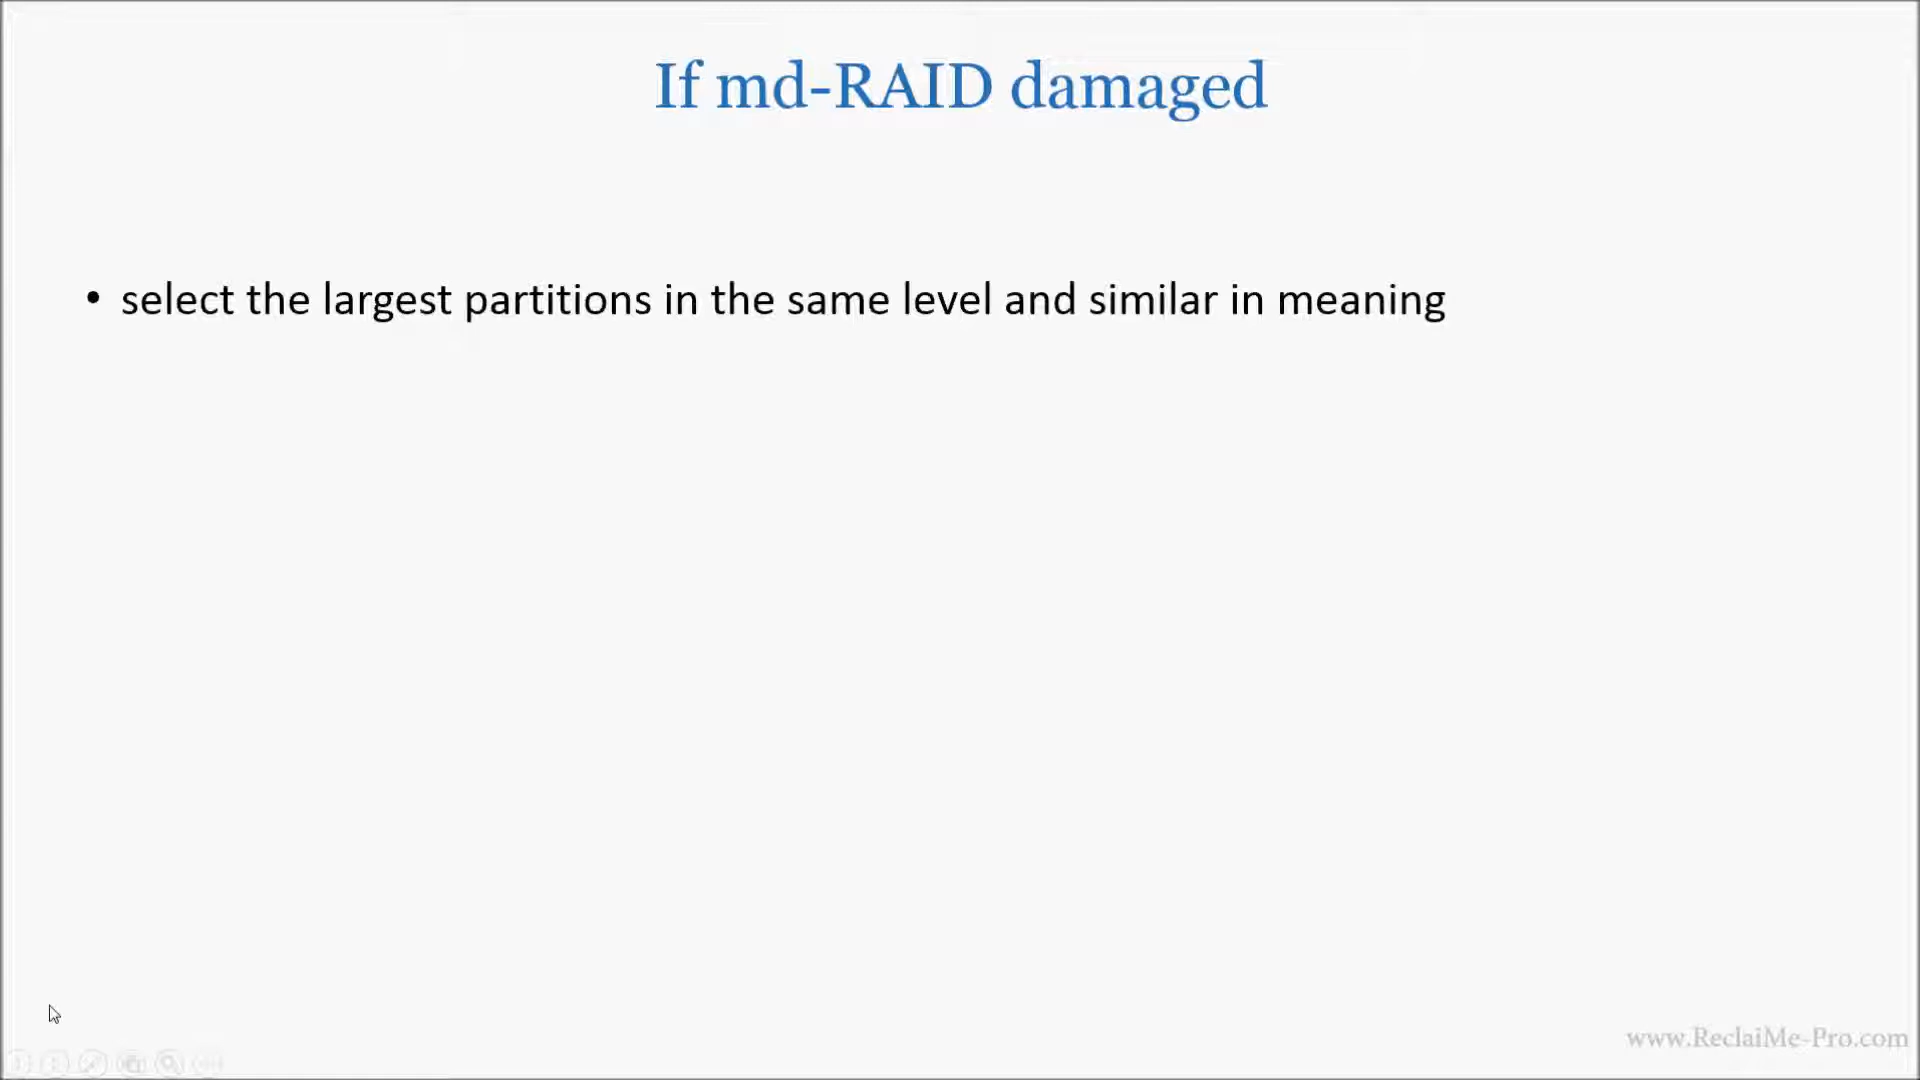 If md-RAID damaged
• select the largest partitions in the same level and similar in meaning
www.ReclaiMe-Pro.com